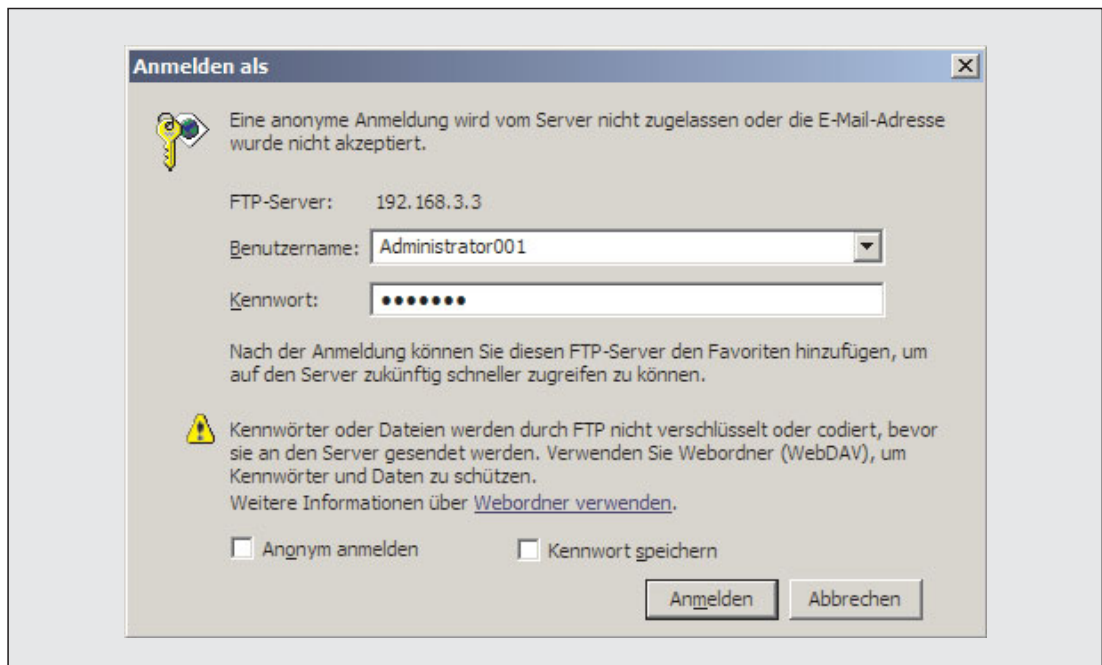 Anmelden als
Eine anonyme Anmeldung wird vom Server nicht zugelassen oder die E-Mail-Adresse
wurde nicht akzeptiert.
FTP-Server: 192.168.3.3
Benutzername: Administrator001
Kennwort: •••••••
Nach der Anmeldung können Sie diesen FTP-Server den Favoriten hinzufügen, um
auf den Server zukünftig schneller zugreifen zu können.
Kennwörter oder Dateien werden durch FTP nicht verschlüsselt oder codiert, bevor
sie an den Server gesendet werden. Verwenden Sie Webordner (WebDAV), um
Kennwörter und Daten zu schützen.
Weitere Informationen über Webordner verwenden.
Anonym anmelden Kennwort speichern
Anmelden Abbrechen